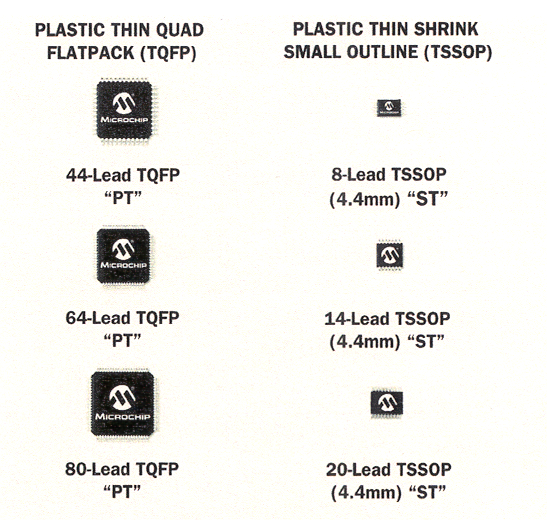 PLASTIC THIN QUAD
FLATPACK (TQFP)
MICROCHIP
44-Lead TQFP
“PT”
MICROCHIP
64-Lead TQFP
“PT”
MICROCHIP
80-Lead TQFP
“PT”
PLASTIC THIN SHRINK
SMALL OUTLINE (TSSOP)
MICROCHIP
8-Lead TSSOP
(4.4mm) “ST”
14-Lead TSSOP
(4.4mm) “ST”
20-Lead TSSOP
(4.4mm) “ST”